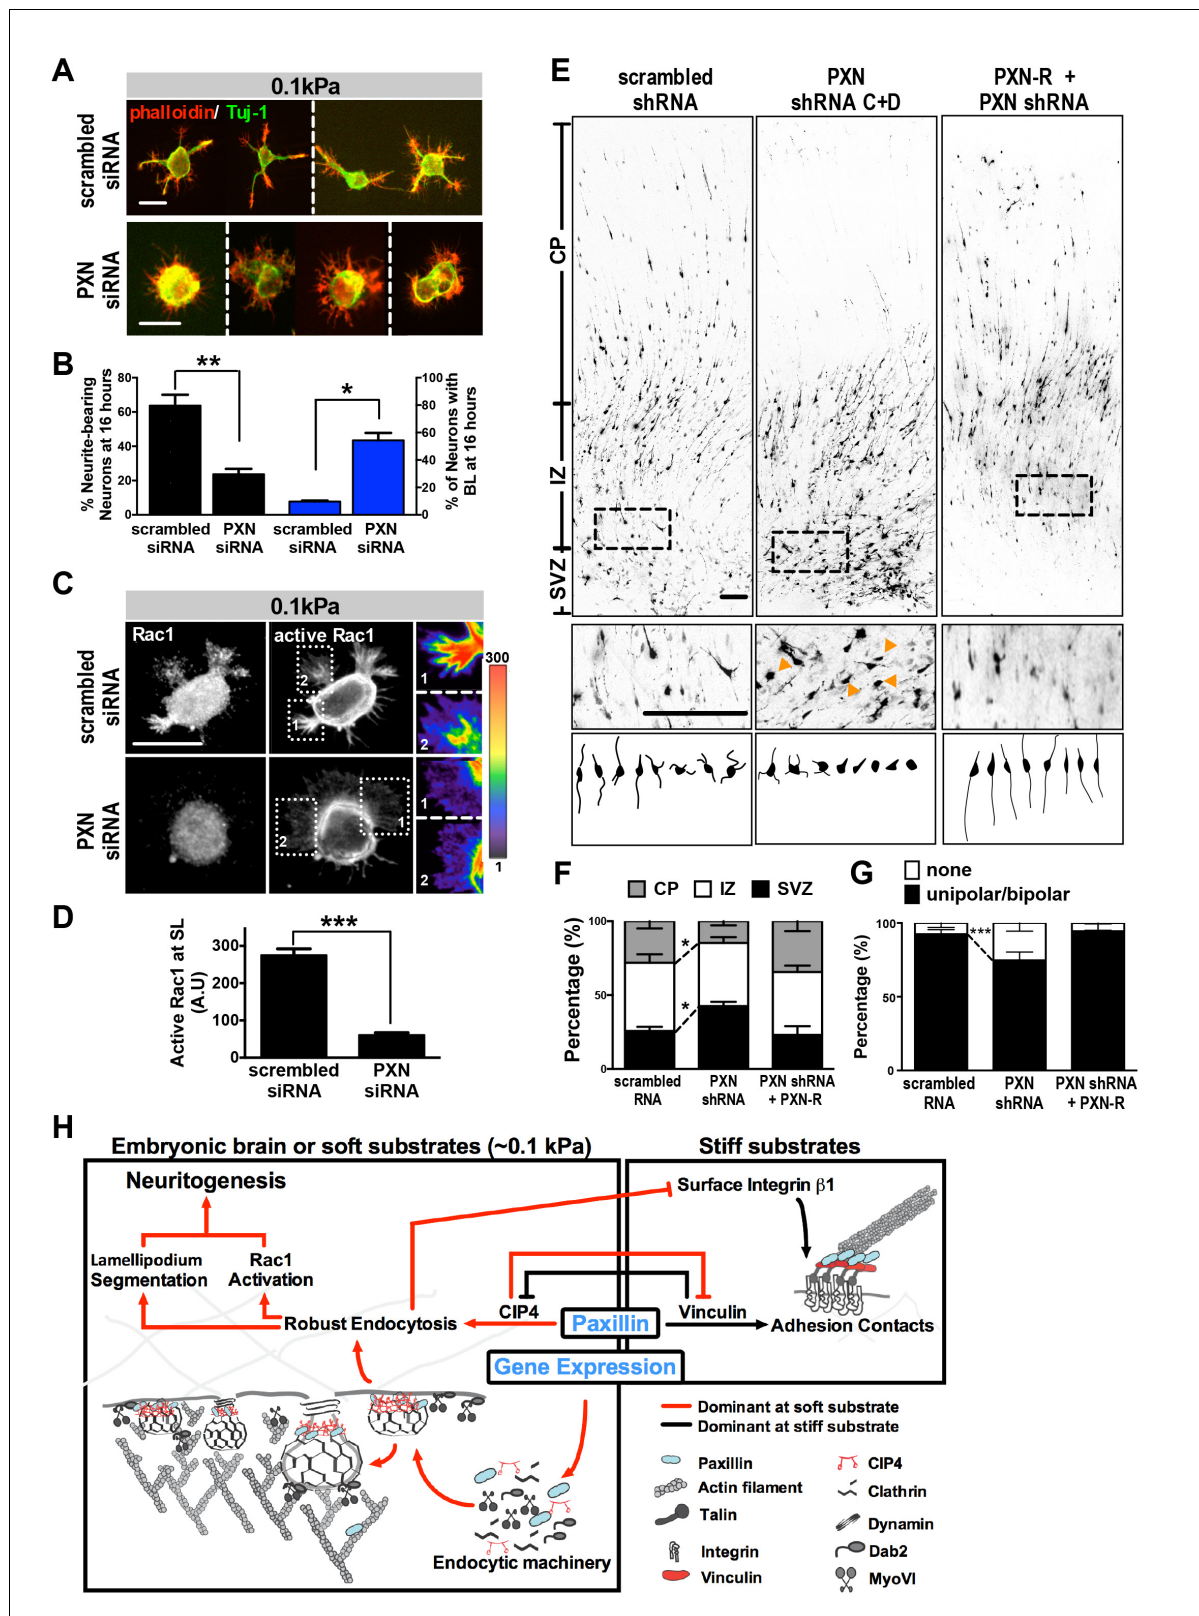 A
0.1kPa
phalloidin/ Tuj-1
scrambled
siRNA
PXN
siRNA
B
% Neurite-bearing
Neurons at 16 hours
80
60
40
20
0
**
*
100
80
60
40
20
0
% of Neurons with
BL at 16 hours
scrambled
siRNA
PXN
siRNA
scrambled
siRNA
PXN
siRNA
C
0.1kPa
scrambled
siRNA
PXN
siRNA
Rac1
active Rac1
2
1
1
2
1
2
1
2
300
1
D
Active Rac1 at SL
(A.U)
300
200
100
0
***
scrembled
siRNA
PXN
siRNA
E
scrambled
shRNA
PXN
shRNA C+D
PXN-R +
PXN shRNA
CP
IZ
SVZ
F
CP
IZ
SVZ
Percentage (%)
100
50
0
*
*
scrambled
RNA
PXN
shRNA
PXN shRNA
+ PXN-R
G
none
unipolar/bipolar
Percentage (%)
100
50
0
***
scrambled
RNA
PXN
shRNA
PXN shRNA
+ PXN-R
H
Embryonic brain or soft substrates (~0.1 kPa)
Stiff substrates
Neuritogenesis
Surface Integrin β1
Lamellipodium
Segmentation
Rac1
Activation
Robust Endocytosis
CIP4
Paxillin
Vinculin
Adhesion Contacts
Gene Expression
Endocytic machinery
Dominant at soft substrate
Dominant at stiff substrate
Paxillin
CIP4
Actin filament
Clathrin
Talin
Dynamin
Integrin
Dab2
Vinculin
MyoVI